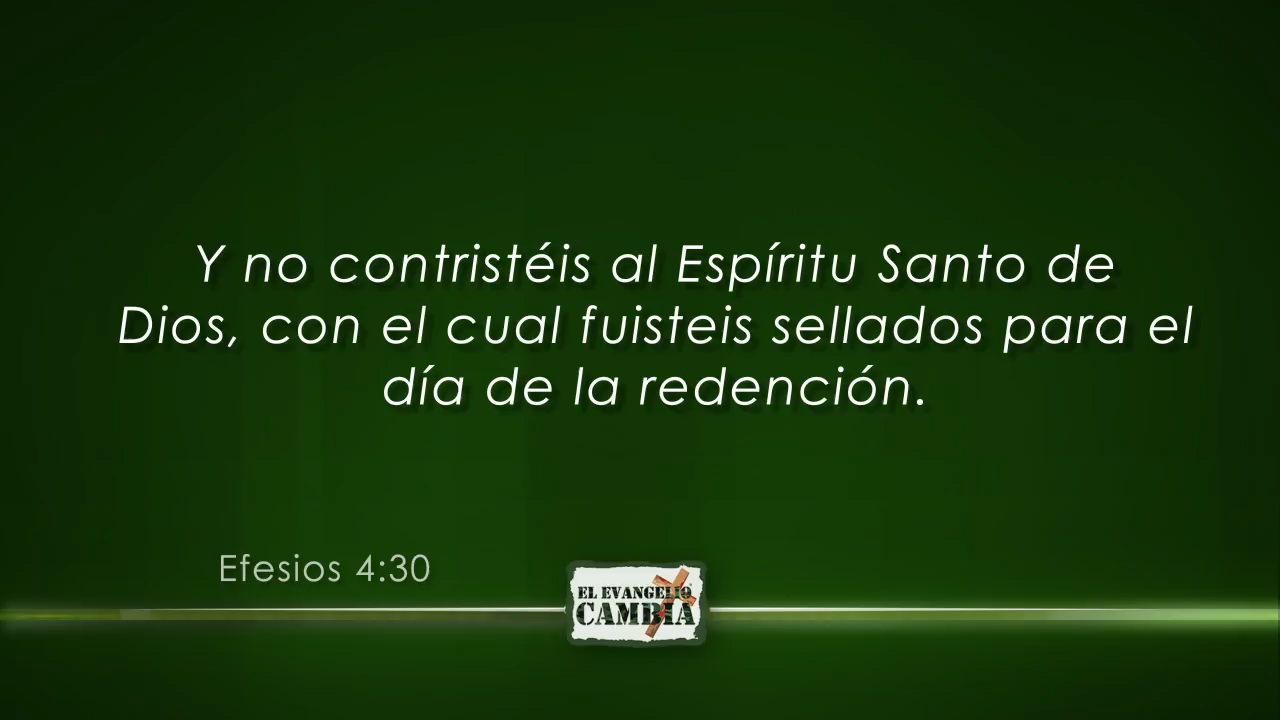 Y no contristéis al Espíritu Santo de
Dios, con el cual fuisteis sellados para el
día de la redención.
Efesios 4:30
EL EVANGELIO
CAMBIA